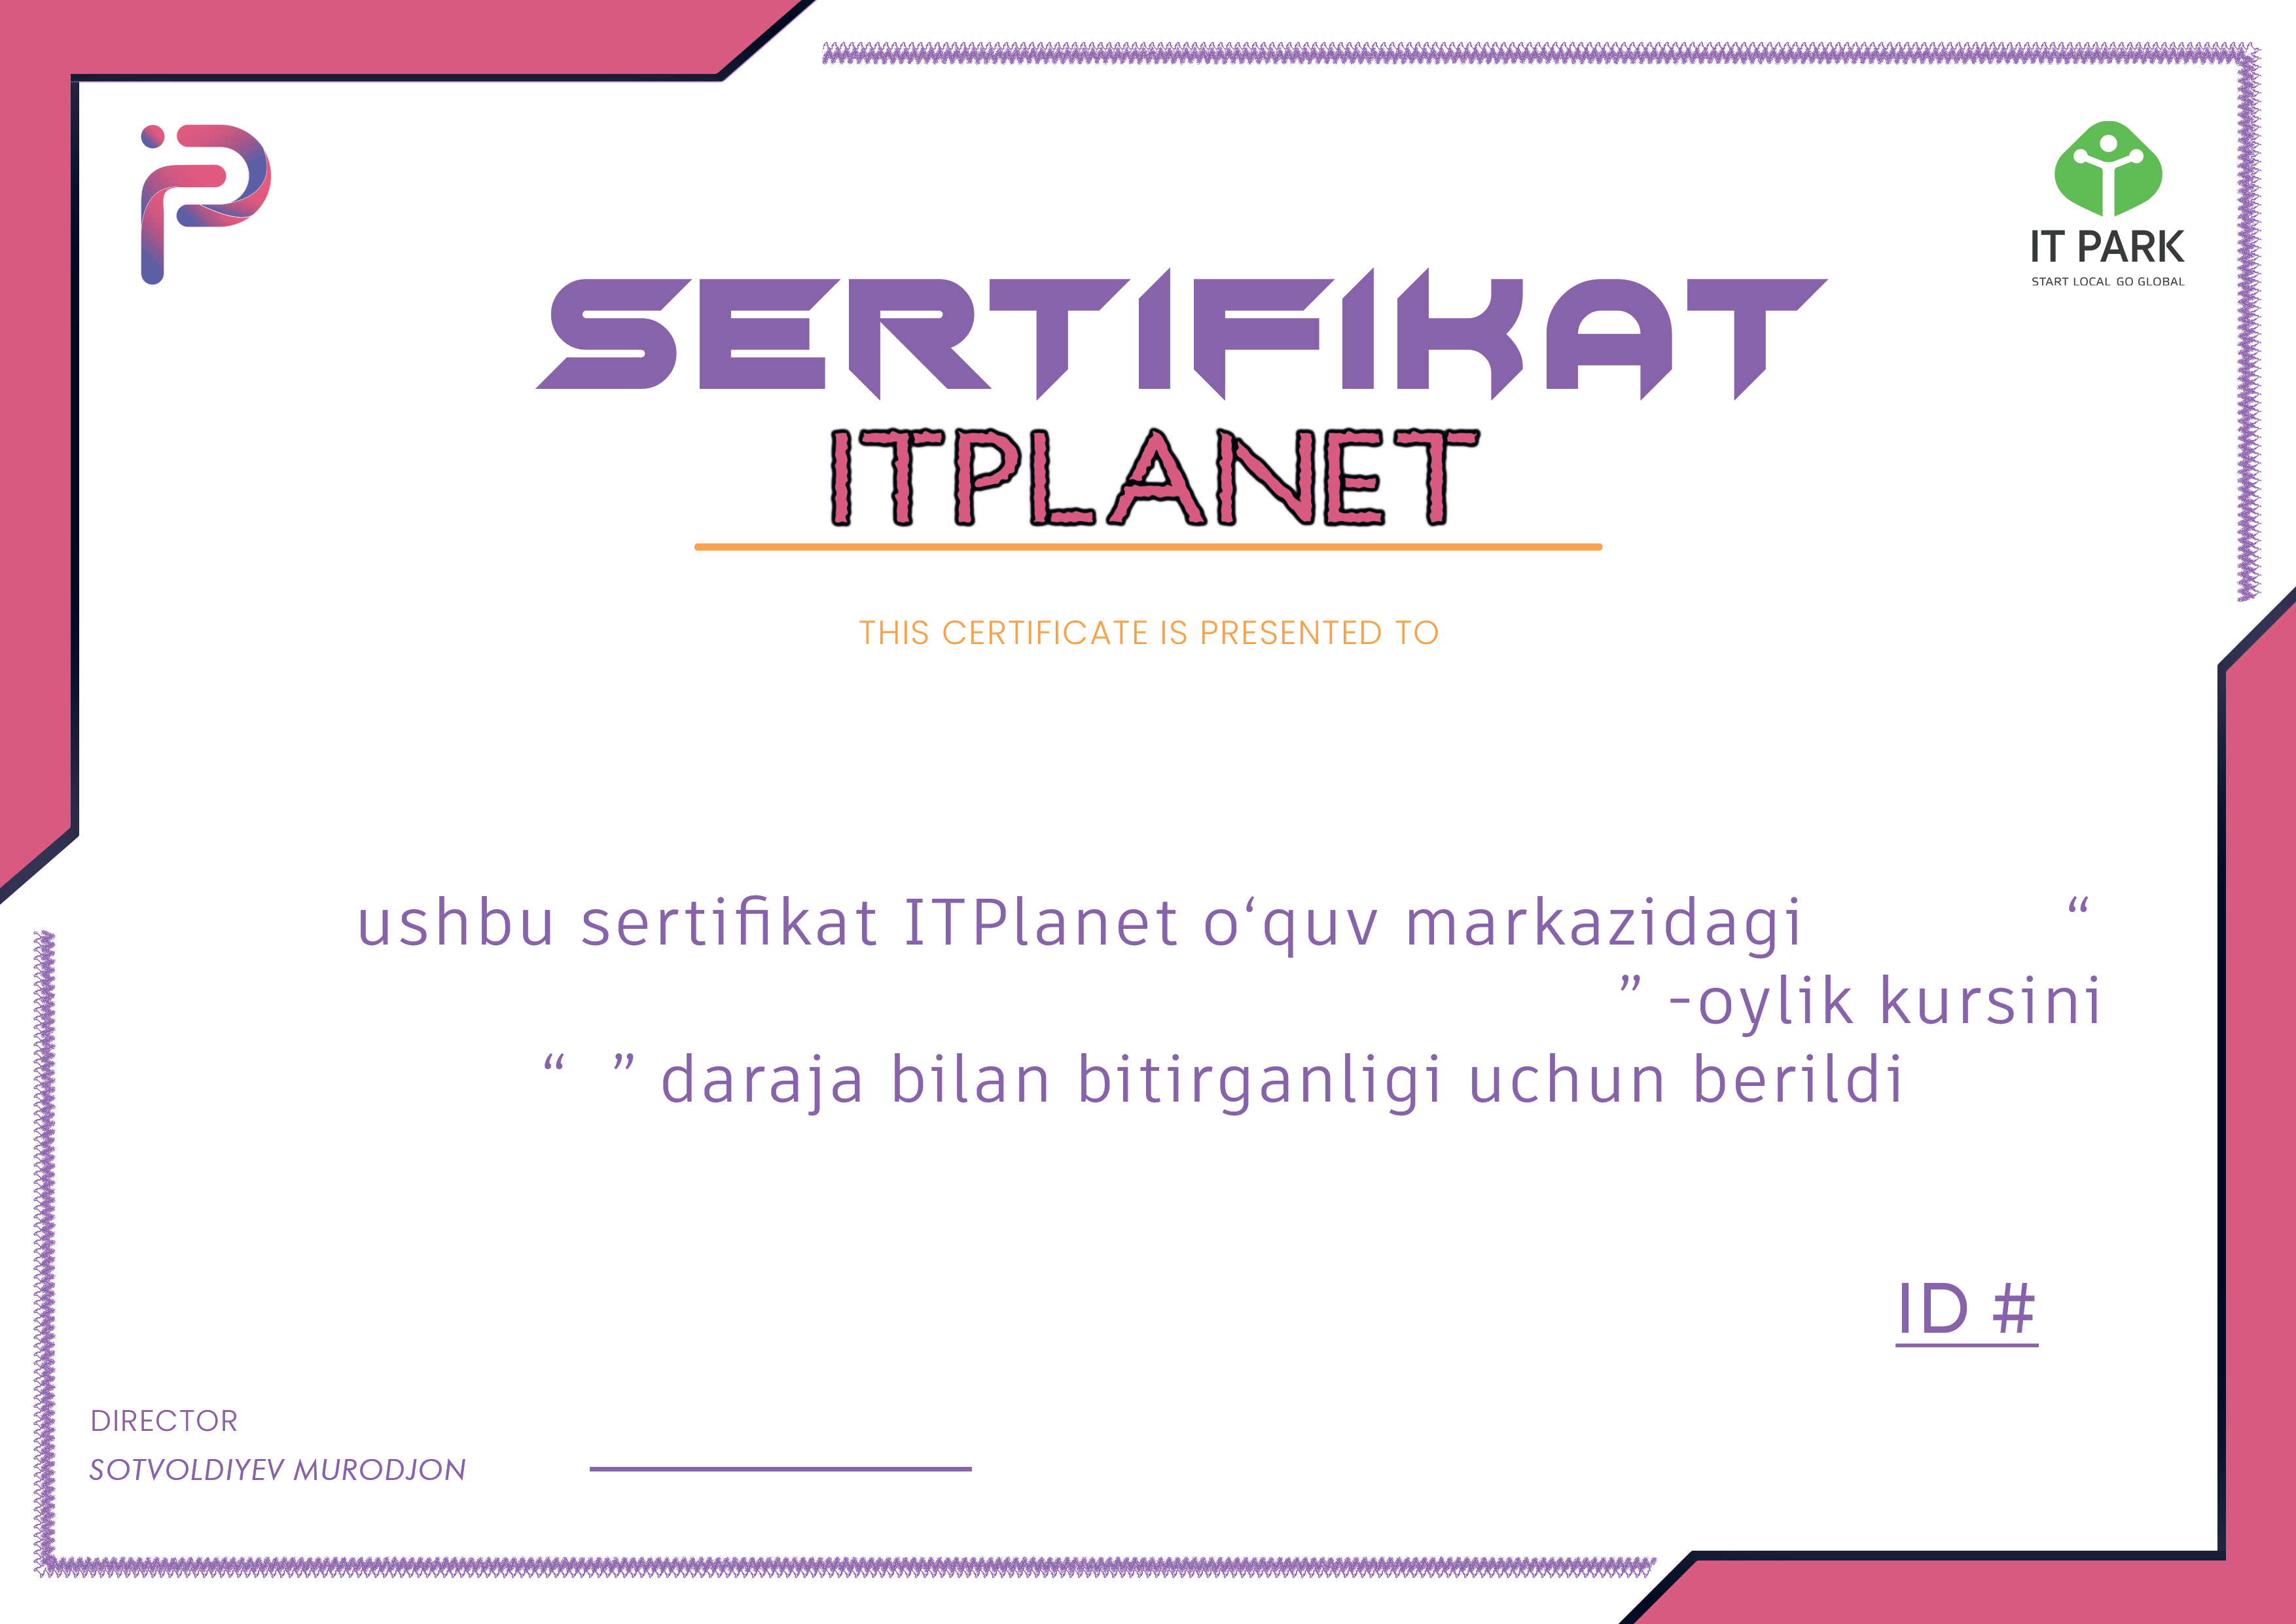 IT PARK
START LOCAL GO GLOBAL
SERTIFIKAT
ITPLANET
THIS CERTIFICATE IS PRESENTED TO
ushbu sertifikat ITPlanet o‘quv markazidagi “
” -oylik kursini
“ ” daraja bilan bitirganligi uchun berildi
ID #
DIRECTOR
SOTVOLDIYEV MURODJON